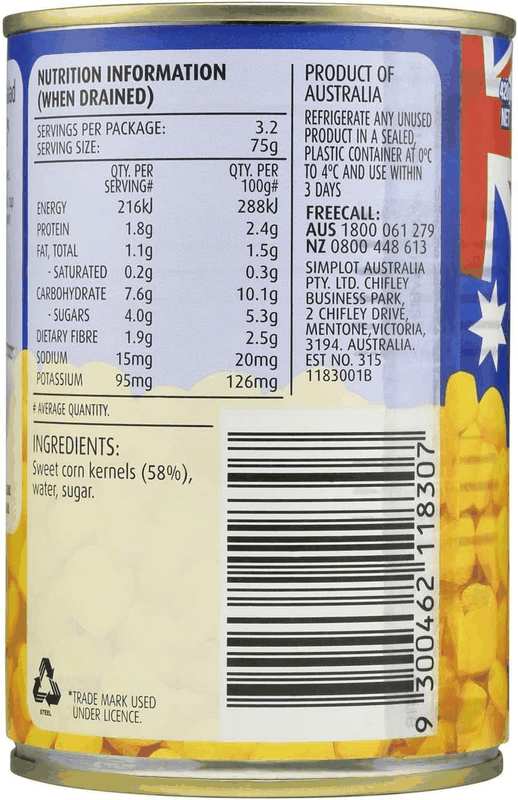 NUTRITION INFORMATION
(WHEN DRAINED)
SERVINGS PER PACKAGE: 3.2
SERVING SIZE: 75g
QTY. PER SERVING# QTY. PER 100g#
ENERGY 216kJ 288kJ
PROTEIN 1.8g 2.4g
FAT, TOTAL 1.1g 1.5g
- SATURATED 0.2g 0.3g
CARBOHYDRATE 7.6g 10.1g
- SUGARS 4.0g 5.3g
DIETARY FIBRE 1.9g 2.5g
SODIUM 15mg 20mg
POTASSIUM 95mg 126mg
# AVERAGE QUANTITY.
INGREDIENTS:
Sweet corn kernels (58%),
water, sugar.
STEEL
*TRADE MARK USED
UNDER LICENCE.
PRODUCT OF
AUSTRALIA
REFRIGERATE ANY UNUSED
PRODUCT IN A SEALED,
PLASTIC CONTAINER AT 0°C
TO 4°C AND USE WITHIN
3 DAYS
FREECALL:
AUS 1800 061 279
NZ 0800 448 613
SIMPLOT AUSTRALIA
PTY. LTD. CHIFLEY
BUSINESS PARK,
2 CHIFLEY DRIVE,
MENTONE, VICTORIA,
3194. AUSTRALIA.
EST NO. 315
1183001B
9 300462 118307